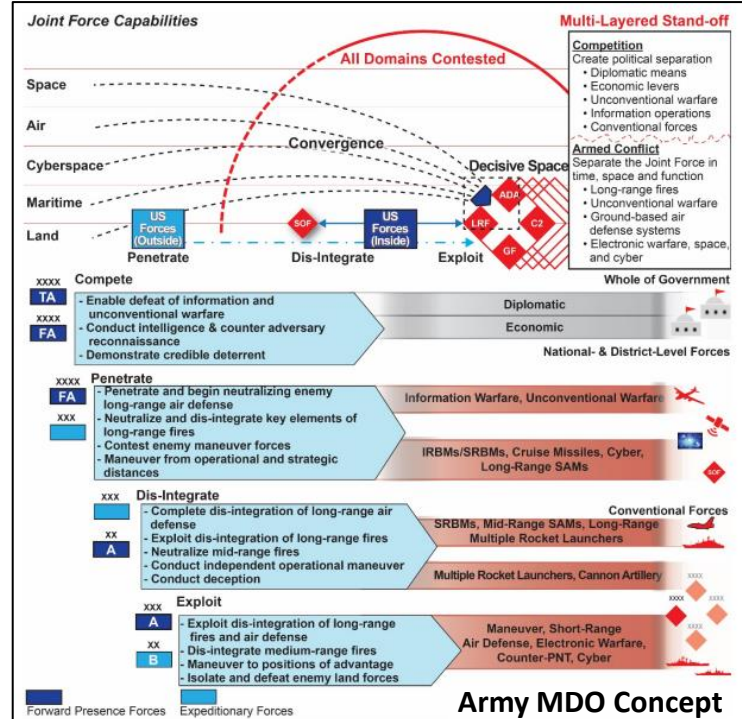 Joint Force Capabilities
Multi-Layered Stand-off
All Domains Contested
Competition
Create political separation
• Diplomatic means
• Economic levers
• Unconventional warfare
• Information operations
• Conventional forces
Armed Conflict
Separate the Joint Force in
time, space and function
• Long-range fires
• Unconventional warfare
• Ground-based air
defense systems
• Electronic warfare, space,
and cyber
Space
Air
Cyberspace
Maritime
Land
Convergence
Decisive Space
ADA
LRF
C2
GF
US
Forces
(Outside)
SOF
US
Forces
(Inside)
Penetrate
Dis-Integrate
Exploit
Compete
Whole of Government
XXXX
TA
XXXX
FA
- Enable defeat of information and
unconventional warfare
- Conduct intelligence & counter adversary
reconnaissance
- Demonstrate credible deterrent
Diplomatic
Economic
National- & District-Level Forces
Penetrate
XXXX
FA
XXX
- Penetrate and begin neutralizing enemy
long-range air defense
- Neutralize and dis-integrate key elements of
long-range fires
- Contest enemy maneuver forces
- Maneuver from operational and strategic
distances
Information Warfare, Unconventional Warfare
IRBMs/SRBMs, Cruise Missiles, Cyber,
Long-Range SAMs
SOF
Dis-Integrate
XXX
XX
A
- Complete dis-integration of long-range air
defense
- Exploit dis-integration of long-range fires
- Neutralize mid-range fires
- Conduct independent operational maneuver
- Conduct deception
Conventional Forces
SRBMs, Mid-Range SAMs, Long-Range
Multiple Rocket Launchers
Multiple Rocket Launchers, Cannon Artillery
XXXX
XXXX
XXXX
XXXX
Exploit
XXX
A
XX
B
- Exploit dis-integration of long-range
fires and air defense
- Dis-integrate medium-range fires
- Maneuver to positions of advantage
- Isolate and defeat enemy land forces
Maneuver, Short-Range
Air Defense, Electronic Warfare,
Counter-PNT, Cyber
Forward Presence Forces
Expeditionary Forces
Army MDO Concept